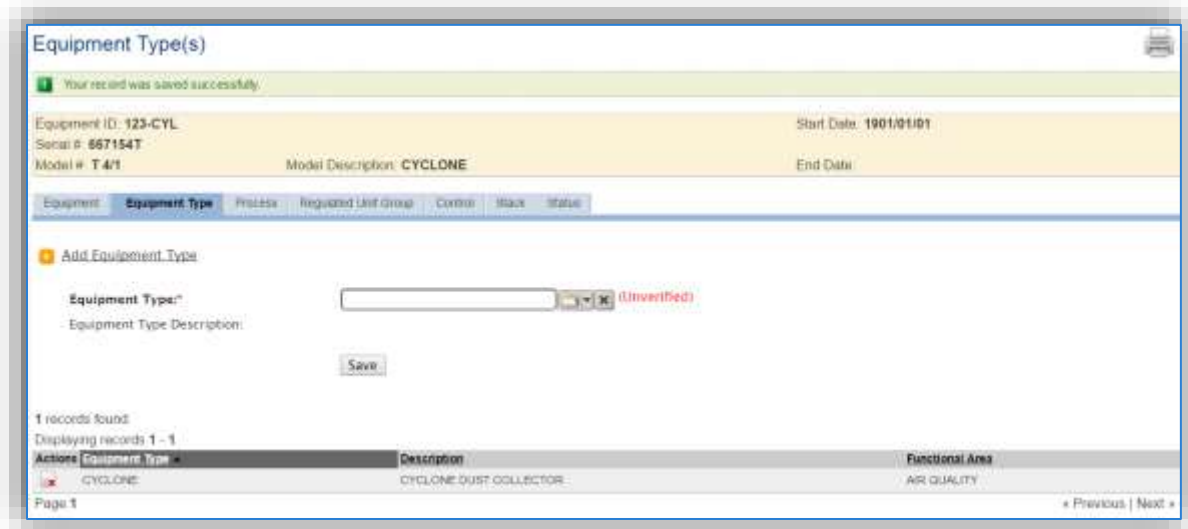 Equipment Type(s)
Your record was saved successfully.
Equipment ID: 123-CYL Start Date: 1901/01/01
Serial #: 667154T
Model #: T 4/1 Model Description: CYCLONE End Date:
Equipment Equipment Type Process Regulated Unit Group Control Stack Status
Add Equipment Type
Equipment Type:* (Unverified)
Equipment Type Description:
Save
1 records found
Displaying records 1 - 1
Actions Equipment Type Description Functional Area
CYCLONE CYCLONE DUST COLLECTOR AIR QUALITY
Page 1 « Previous | Next »